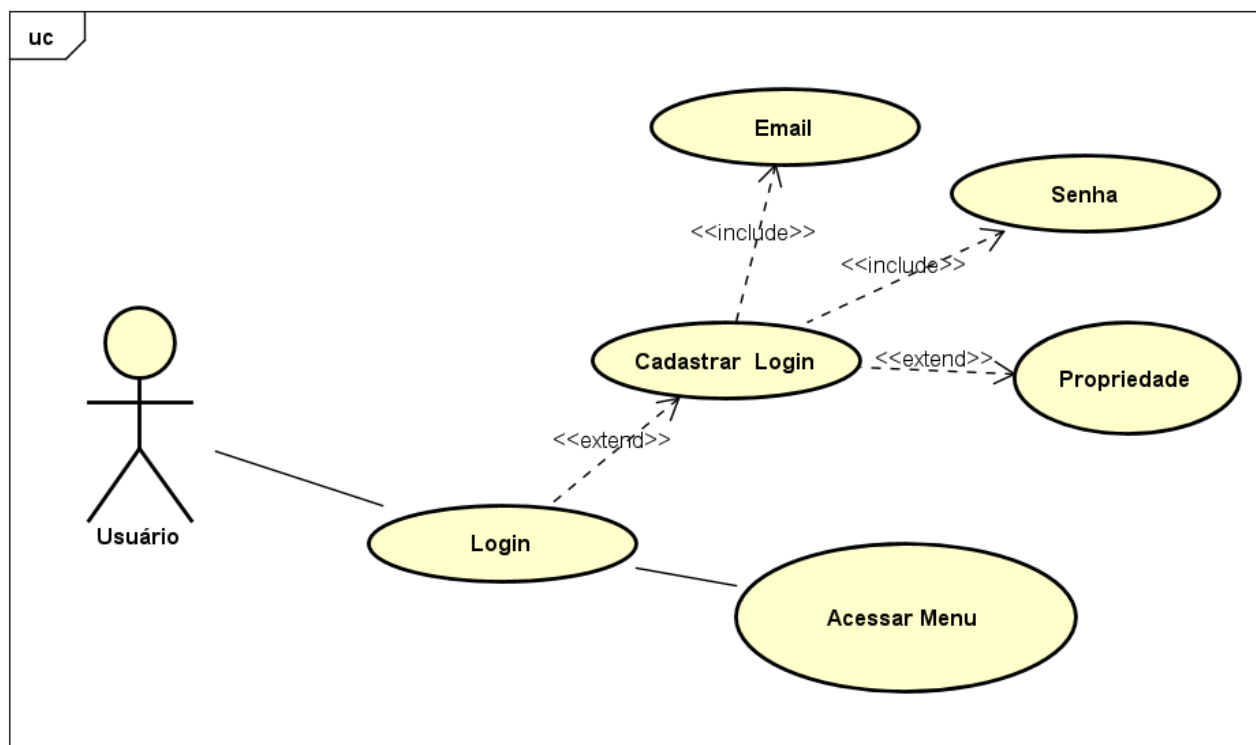 uc
Email
Senha
<<include>>
<<include>>
Cadastrar Login
<<extend>>
Propriedade
<<extend>>
Usuário
Login
Acessar Menu